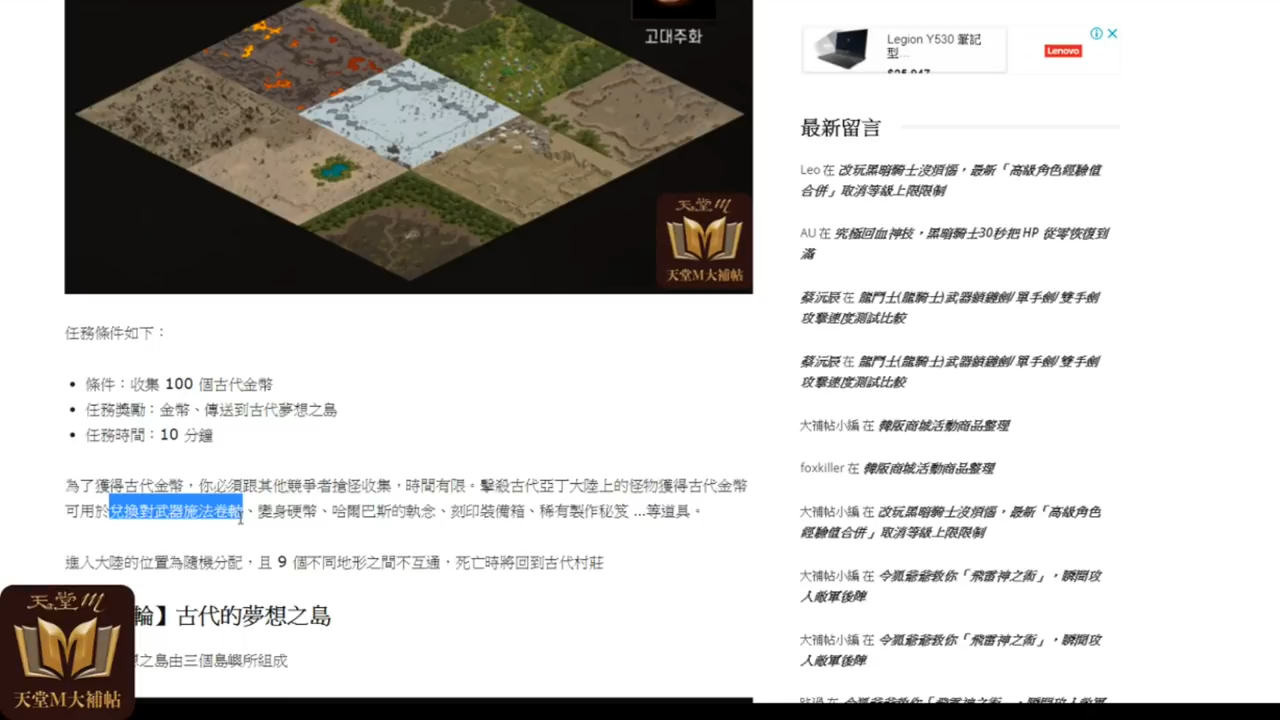 고대주화
天堂M
天堂M大補帖
任務條件如下：
條件：收集 100 個古代金幣
任務獎勵：金幣、傳送到古代夢想之島
任務時間：10 分鐘
為了獲得古代金幣，你必須跟其他競爭者搶怪收集，時間有限。擊殺古代亞丁大陸上的怪物獲得古代金幣
可用於兌換對武器施法卷軸、變身硬幣、哈爾巴斯的執念、刻印裝備箱、稀有製作秘笈 ...等道具。
進入大陸的位置為隨機分配，且 9 個不同地形之間不互通，死亡時將回到古代村莊
輪】古代的夢想之島
想之島由三個島嶼所組成
天堂M
天堂M大補帖
Legion Y530 筆記
型...
Lenovo
最新留言
Leo 在 改玩黑暗騎士沒煩惱，最新「高級角色經驗值
合併」取消等級上限限制
AU 在 究極回血神技，黑暗騎士30秒把 HP 從零恢復到
滿
蔡沅辰 在 龍鬥士(龍騎士)武器鎖鏈劍/單手劍/雙手劍
攻擊速度測試比較
蔡沅辰 在 龍鬥士(龍騎士)武器鎖鏈劍/單手劍/雙手劍
攻擊速度測試比較
大補帖小編 在 韓版商城活動商品整理
foxkiller 在 韓版商城活動商品整理
大補帖小編 在 改玩黑暗騎士沒煩惱，最新「高級角色
經驗值合併」取消等級上限限制
大補帖小編 在 令狐爺爺教你「飛雷神之術」，瞬間攻
入敵軍後陣
大補帖小編 在 令狐爺爺教你「飛雷神之術」，瞬間攻
入敵軍後陣
路過 在 令狐爺爺教你「飛雷神之術」，瞬間攻入敵軍